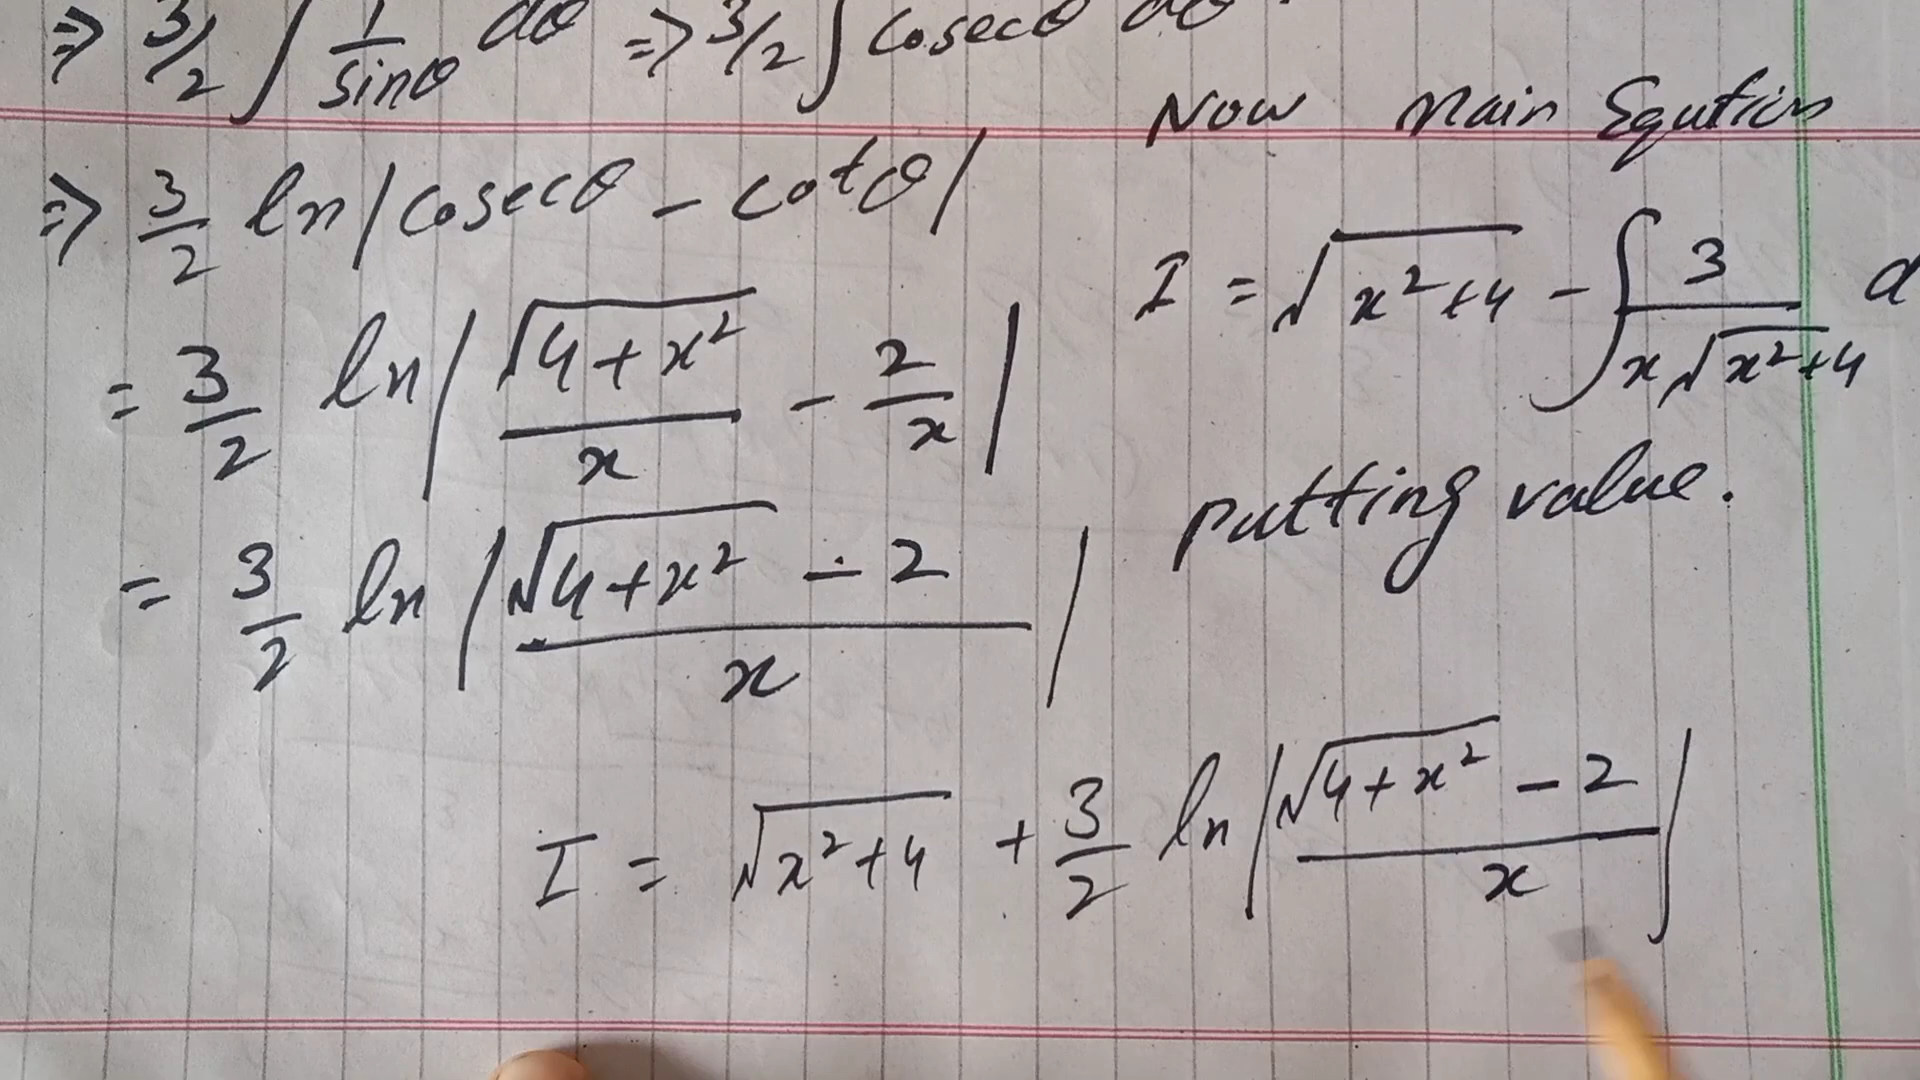 ⇒ 3/2 ∫ 1/sinθ dθ ⇒ 3/2 ∫ cosecθ dθ.
⇒ 3/2 ln|cosecθ - cotθ|
= 3/2 ln|√(4+x²)/x - 2/x|
= 3/2 ln|(√(4+x²) - 2)/x|
Now Main Eqution
I = √(x²+4) - ∫ 3/(x√(x²+4)) d
putting value.
I = √(x²+4) + 3/2 ln|(√(4+x²) - 2)/x|